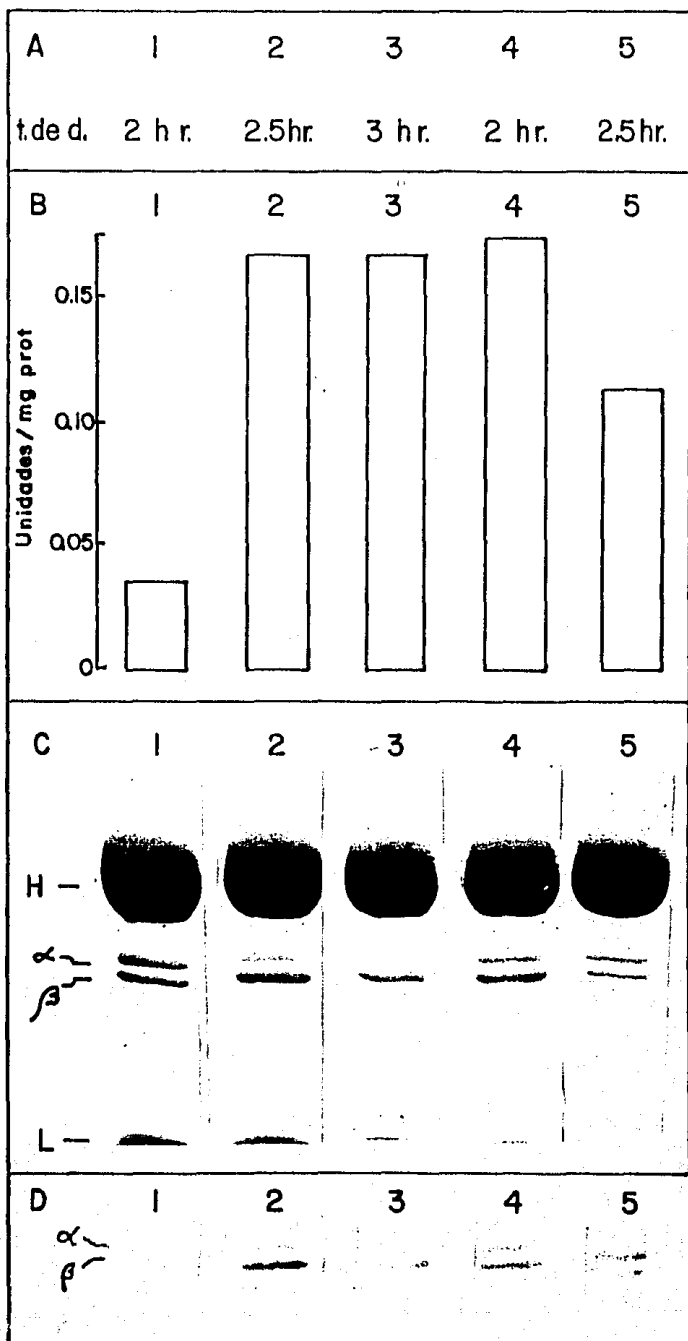 A 1 2 3 4 5
t.de d. 2 hr. 2.5hr. 3 hr. 2 hr. 2.5hr.
B 1 2 3 4 5
Unidades/mg prot
0.15
0.10
0.05
0
C 1 2 3 4 5
H
α
β
L
D 1 2 3 4 5
α
β